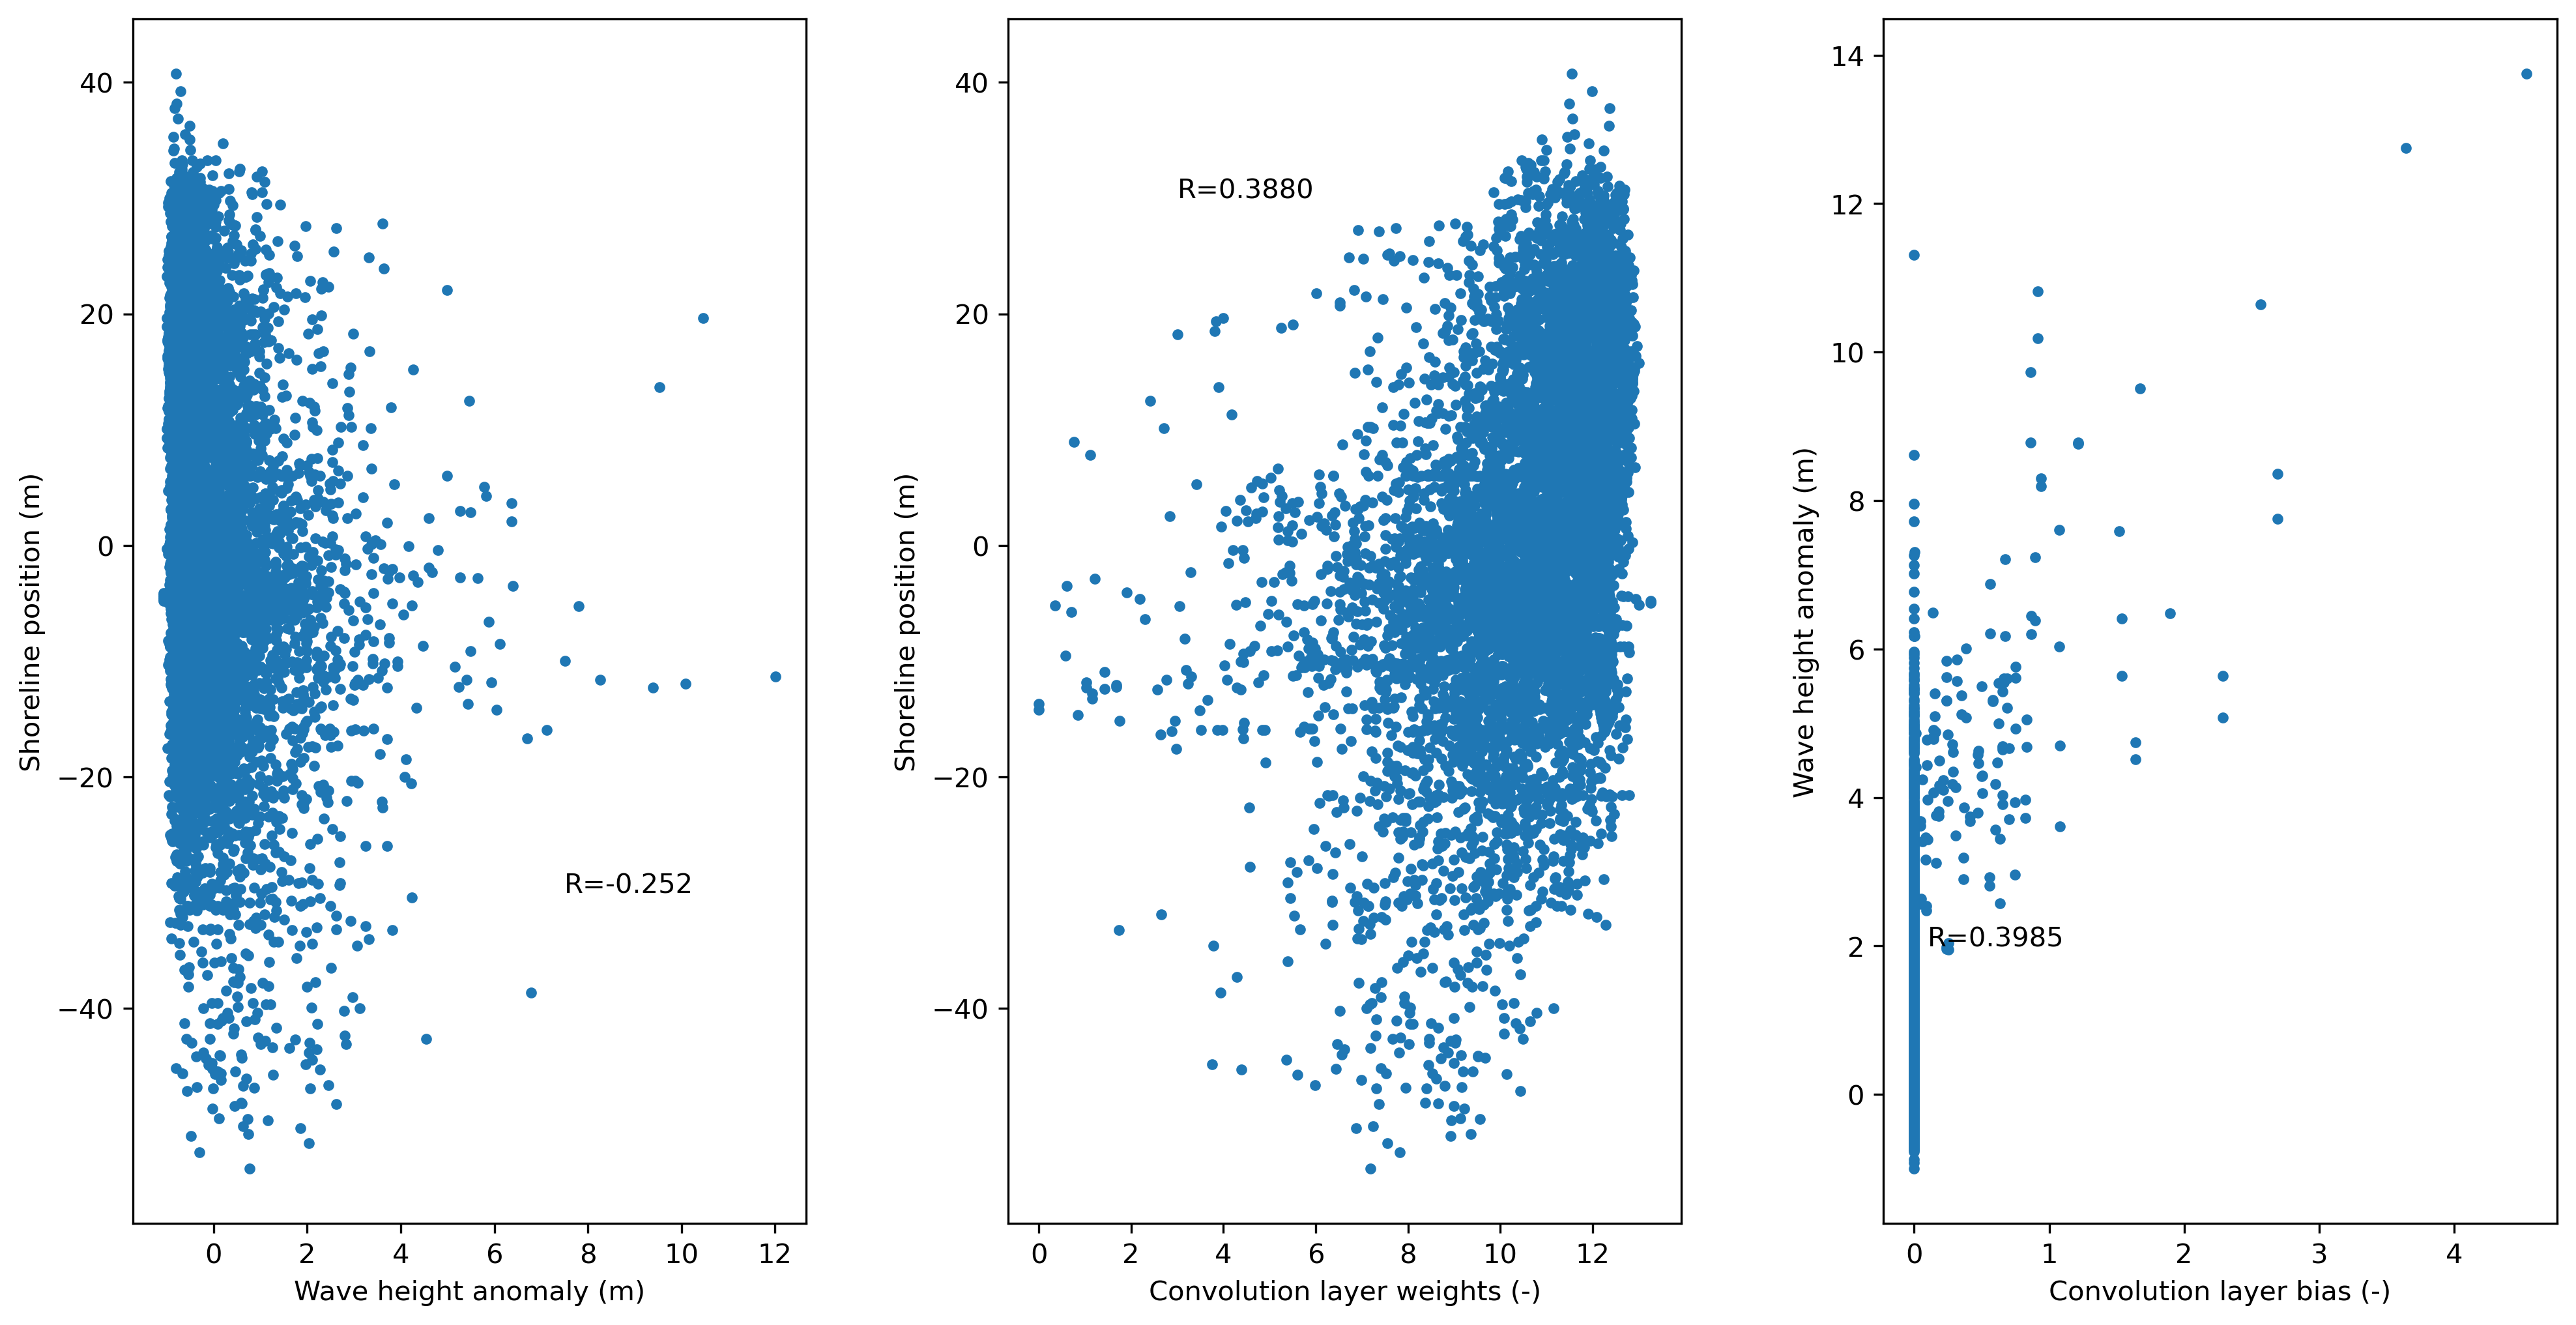 40
20
0
−20
−40
Shoreline position (m)
R=-0.252
0 2 4 6 8 10 12
Wave height anomaly (m)
40
20
0
−20
−40
Shoreline position (m)
R=0.3880
0 2 4 6 8 10 12
Convolution layer weights (-)
14
12
10
8
6
4
2
0
Wave height anomaly (m)
R=0.3985
0 1 2 3 4
Convolution layer bias (-)